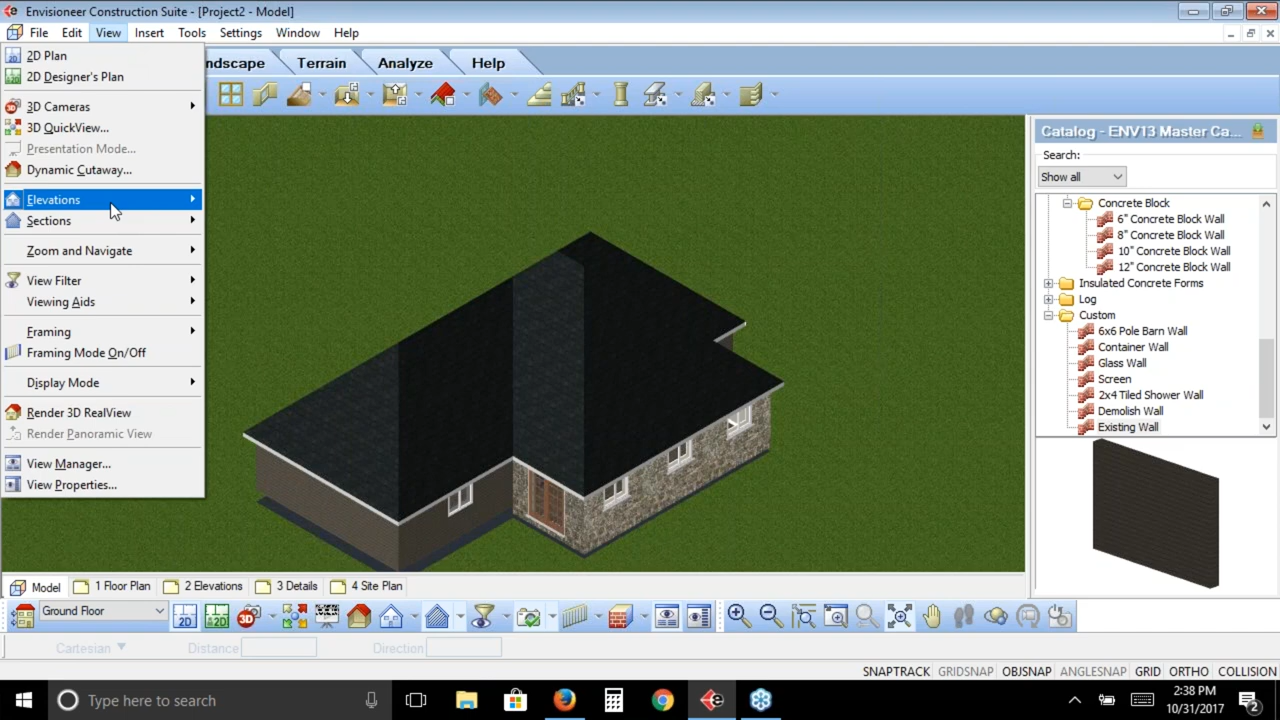 Envisioneer Construction Suite - [Project2 - Model]
File Edit View Insert Tools Settings Window Help
2D Plan
2D Designer's Plan
3D Cameras
3D QuickView...
Presentation Mode...
Dynamic Cutaway...
Elevations
Sections
Zoom and Navigate
View Filter
Viewing Aids
Framing
Framing Mode On/Off
Display Mode
Render 3D RealView
Render Panoramic View
View Manager...
View Properties...
ndscape Terrain Analyze Help
Catalog - ENV13 Master Ca...
Search:
Show all
Concrete Block
6" Concrete Block Wall
8" Concrete Block Wall
10" Concrete Block Wall
12" Concrete Block Wall
Insulated Concrete Forms
Log
Custom
6x6 Pole Barn Wall
Container Wall
Glass Wall
Screen
2x4 Tiled Shower Wall
Demolish Wall
Existing Wall
Model 1 Floor Plan 2 Elevations 3 Details 4 Site Plan
Ground Floor 2D 2D 3D
Cartesian Distance Direction
SNAPTRACK GRIDSNAP OBJSNAP ANGLESNAP GRID ORTHO COLLISION
Type here to search
2:38 PM
10/31/2017
2